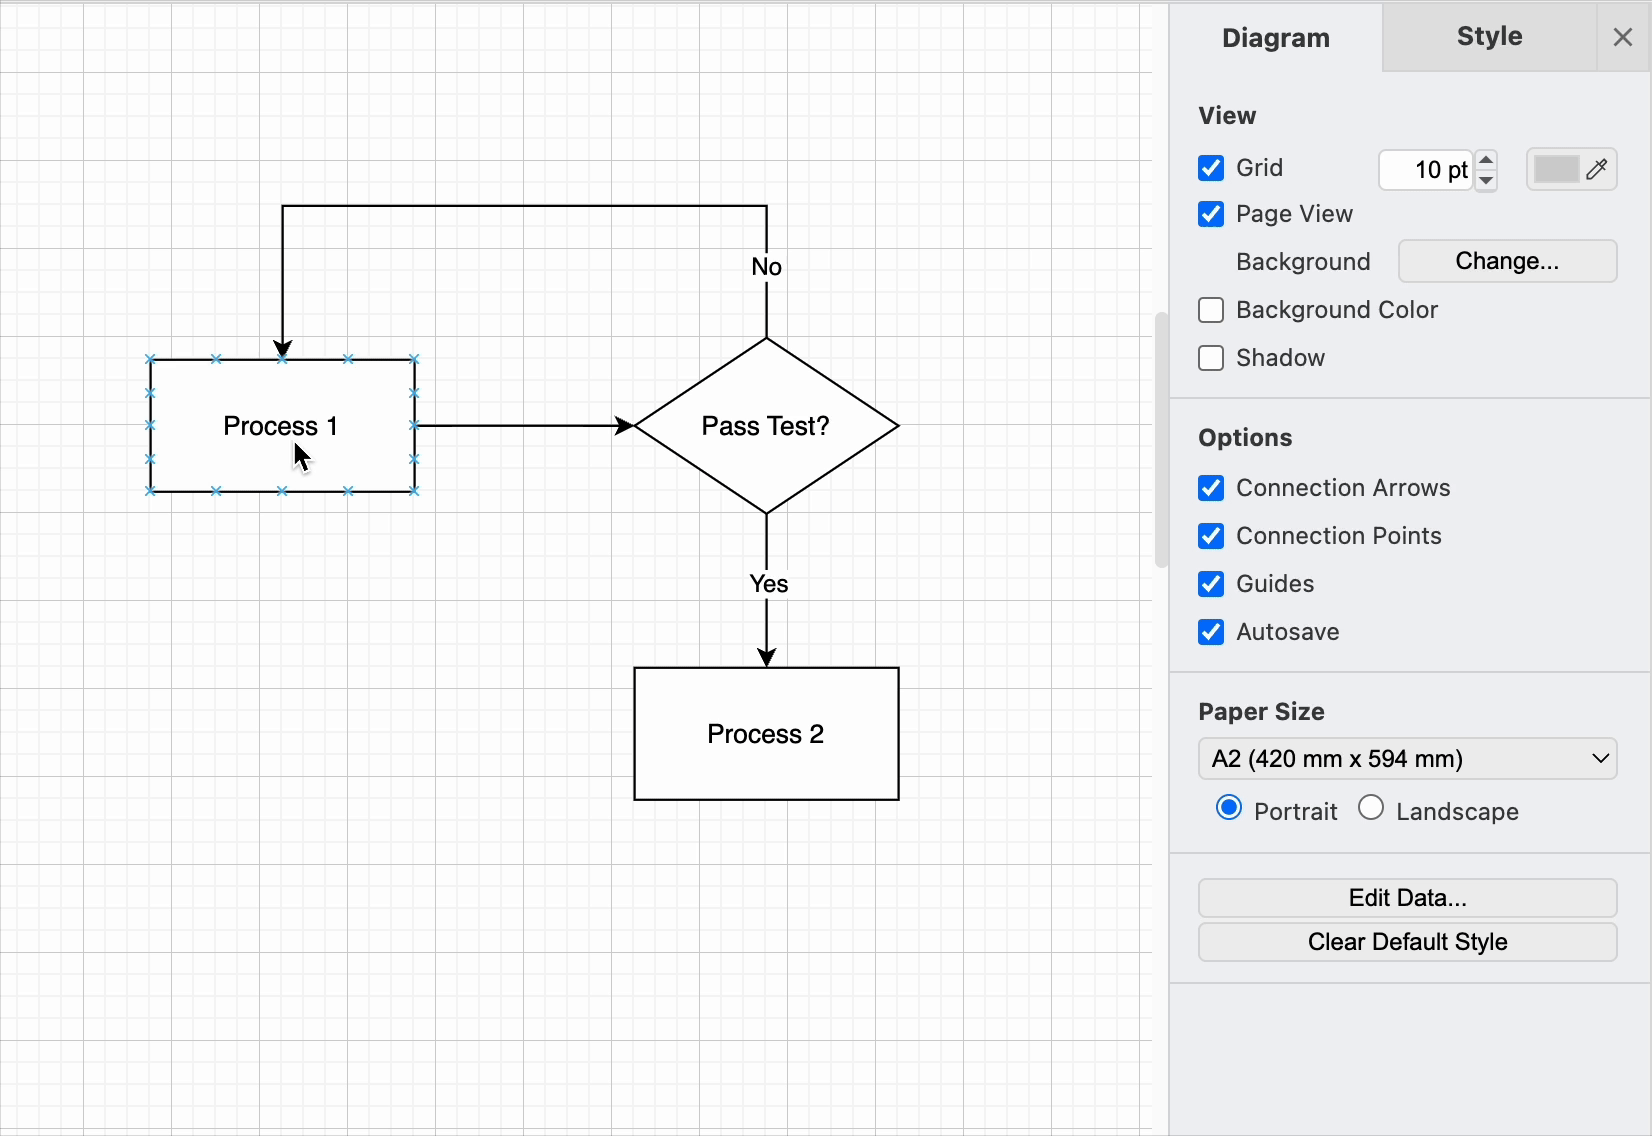 Diagram
Style
View
Grid
10 pt
Page View
Background
Change...
Background Color
Shadow
Options
Connection Arrows
Connection Points
Guides
Autosave
Paper Size
A2 (420 mm x 594 mm)
Portrait
Landscape
Edit Data...
Clear Default Style
No
Process 1
Pass Test?
Yes
Process 2